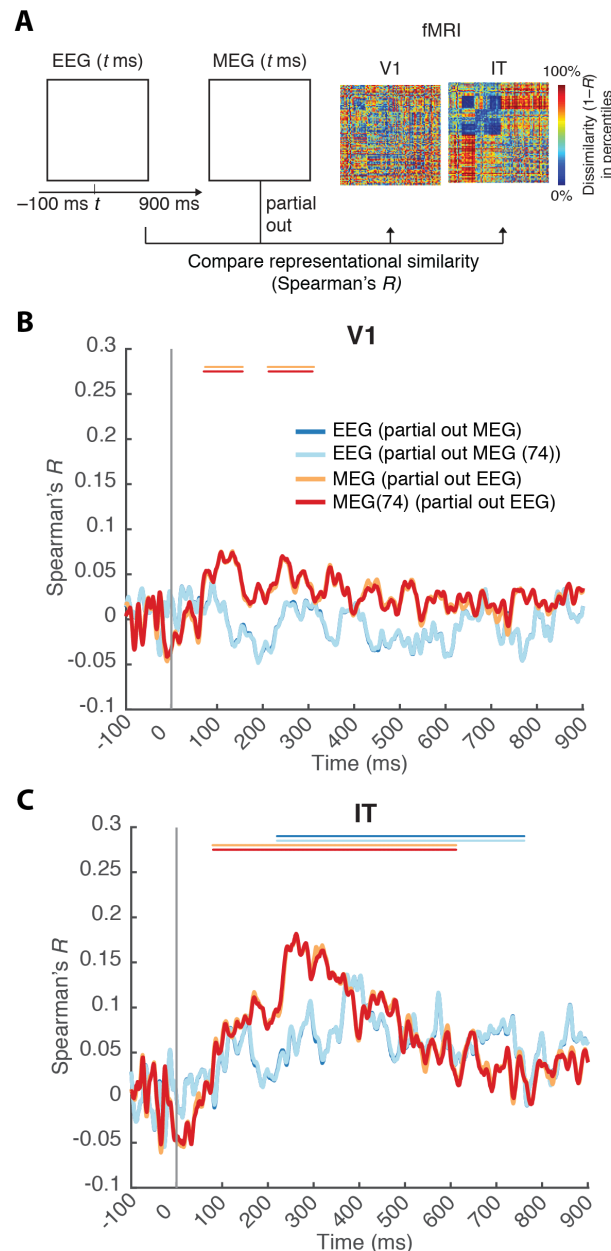 A
fMRI
EEG (t ms)
MEG (t ms)
V1
IT
100%
0%
Dissimilarity (1–R)
in percentiles
–100 ms t 900 ms
partial
out
Compare representational similarity
(Spearman's R)
B
V1
0.3
0.25
0.2
0.15
0.1
0.05
0
-0.05
-0.1
Spearman's R
EEG (partial out MEG)
EEG (partial out MEG (74))
MEG (partial out EEG)
MEG(74) (partial out EEG)
-100 0 100 200 300 400 500 600 700 800 900
Time (ms)
C
IT
0.3
0.25
0.2
0.15
0.1
0.05
0
-0.05
-0.1
Spearman's R
-100 0 100 200 300 400 500 600 700 800 900
Time (ms)